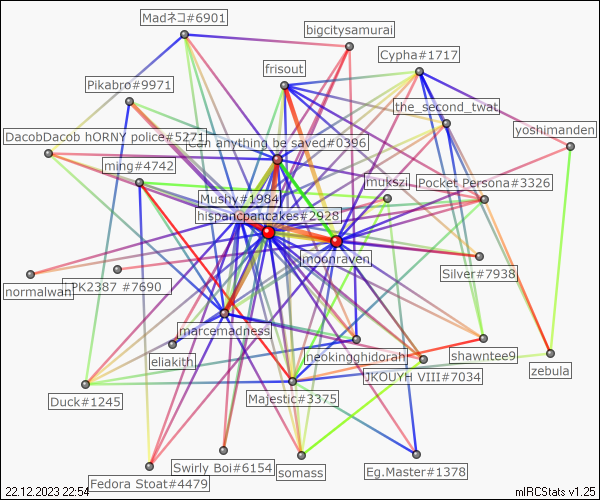 Madネコ#6901
bigcitysamurai
Cypha#1717
frisout
Pikabro#9971
the_second_twat
yoshimanden
DacobDacob hORNY police#5271
Can anything be saved#0396
ming#4742
mukszi
Pocket Persona#3326
Mushy#1984
hispancpancakes#2928
moonraven
Silver#7938
normalwan
PK2387 #7690
marcemadness
eliakith
neokingghidorah
shawntee9
zebula
JKOUYH VIII#7034
Duck#1245
Majestic#3375
Swirly Boi#6154
somass
Eg.Master#1378
Fedora Stoat#4479
22.12.2023 22:54
mIRCStats v1.25